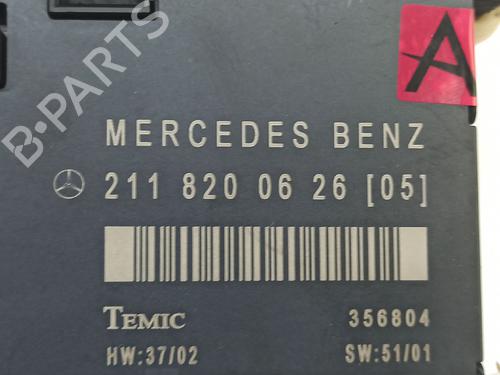 A
B-PARTS
MERCEDES BENZ
211 820 06 26 [05]
TEMIC 356804
HW:37/02 SW:51/01